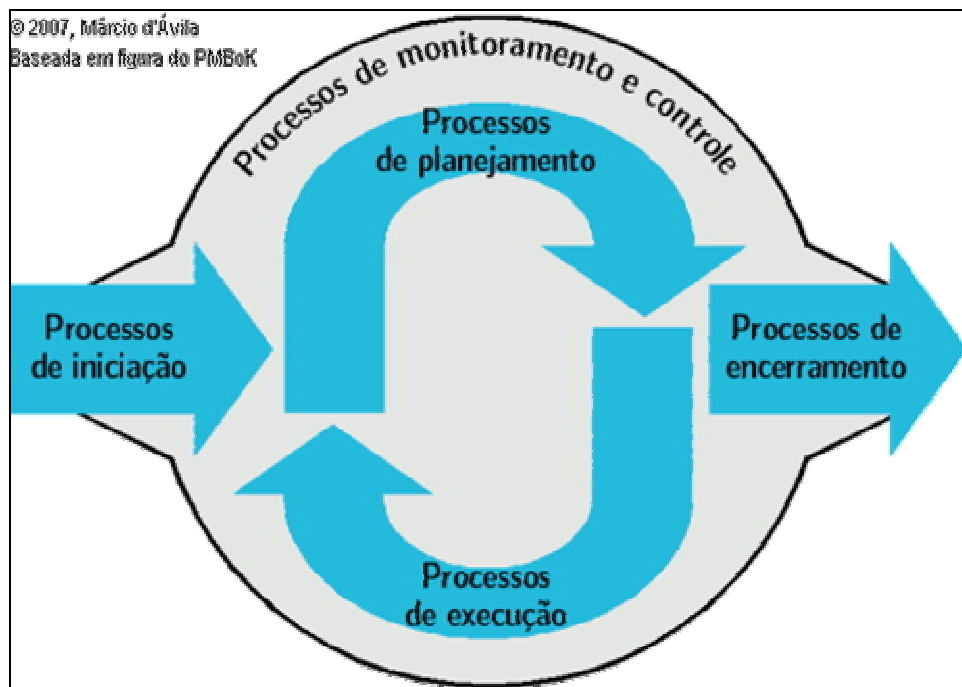 © 2007, Márcio d'Ávila
Baseada em figura do PMBoK
Processos de monitoramento e controle
Processos
de planejamento
Processos
de iniciação
Processos de
encerramento
Processos
de execução